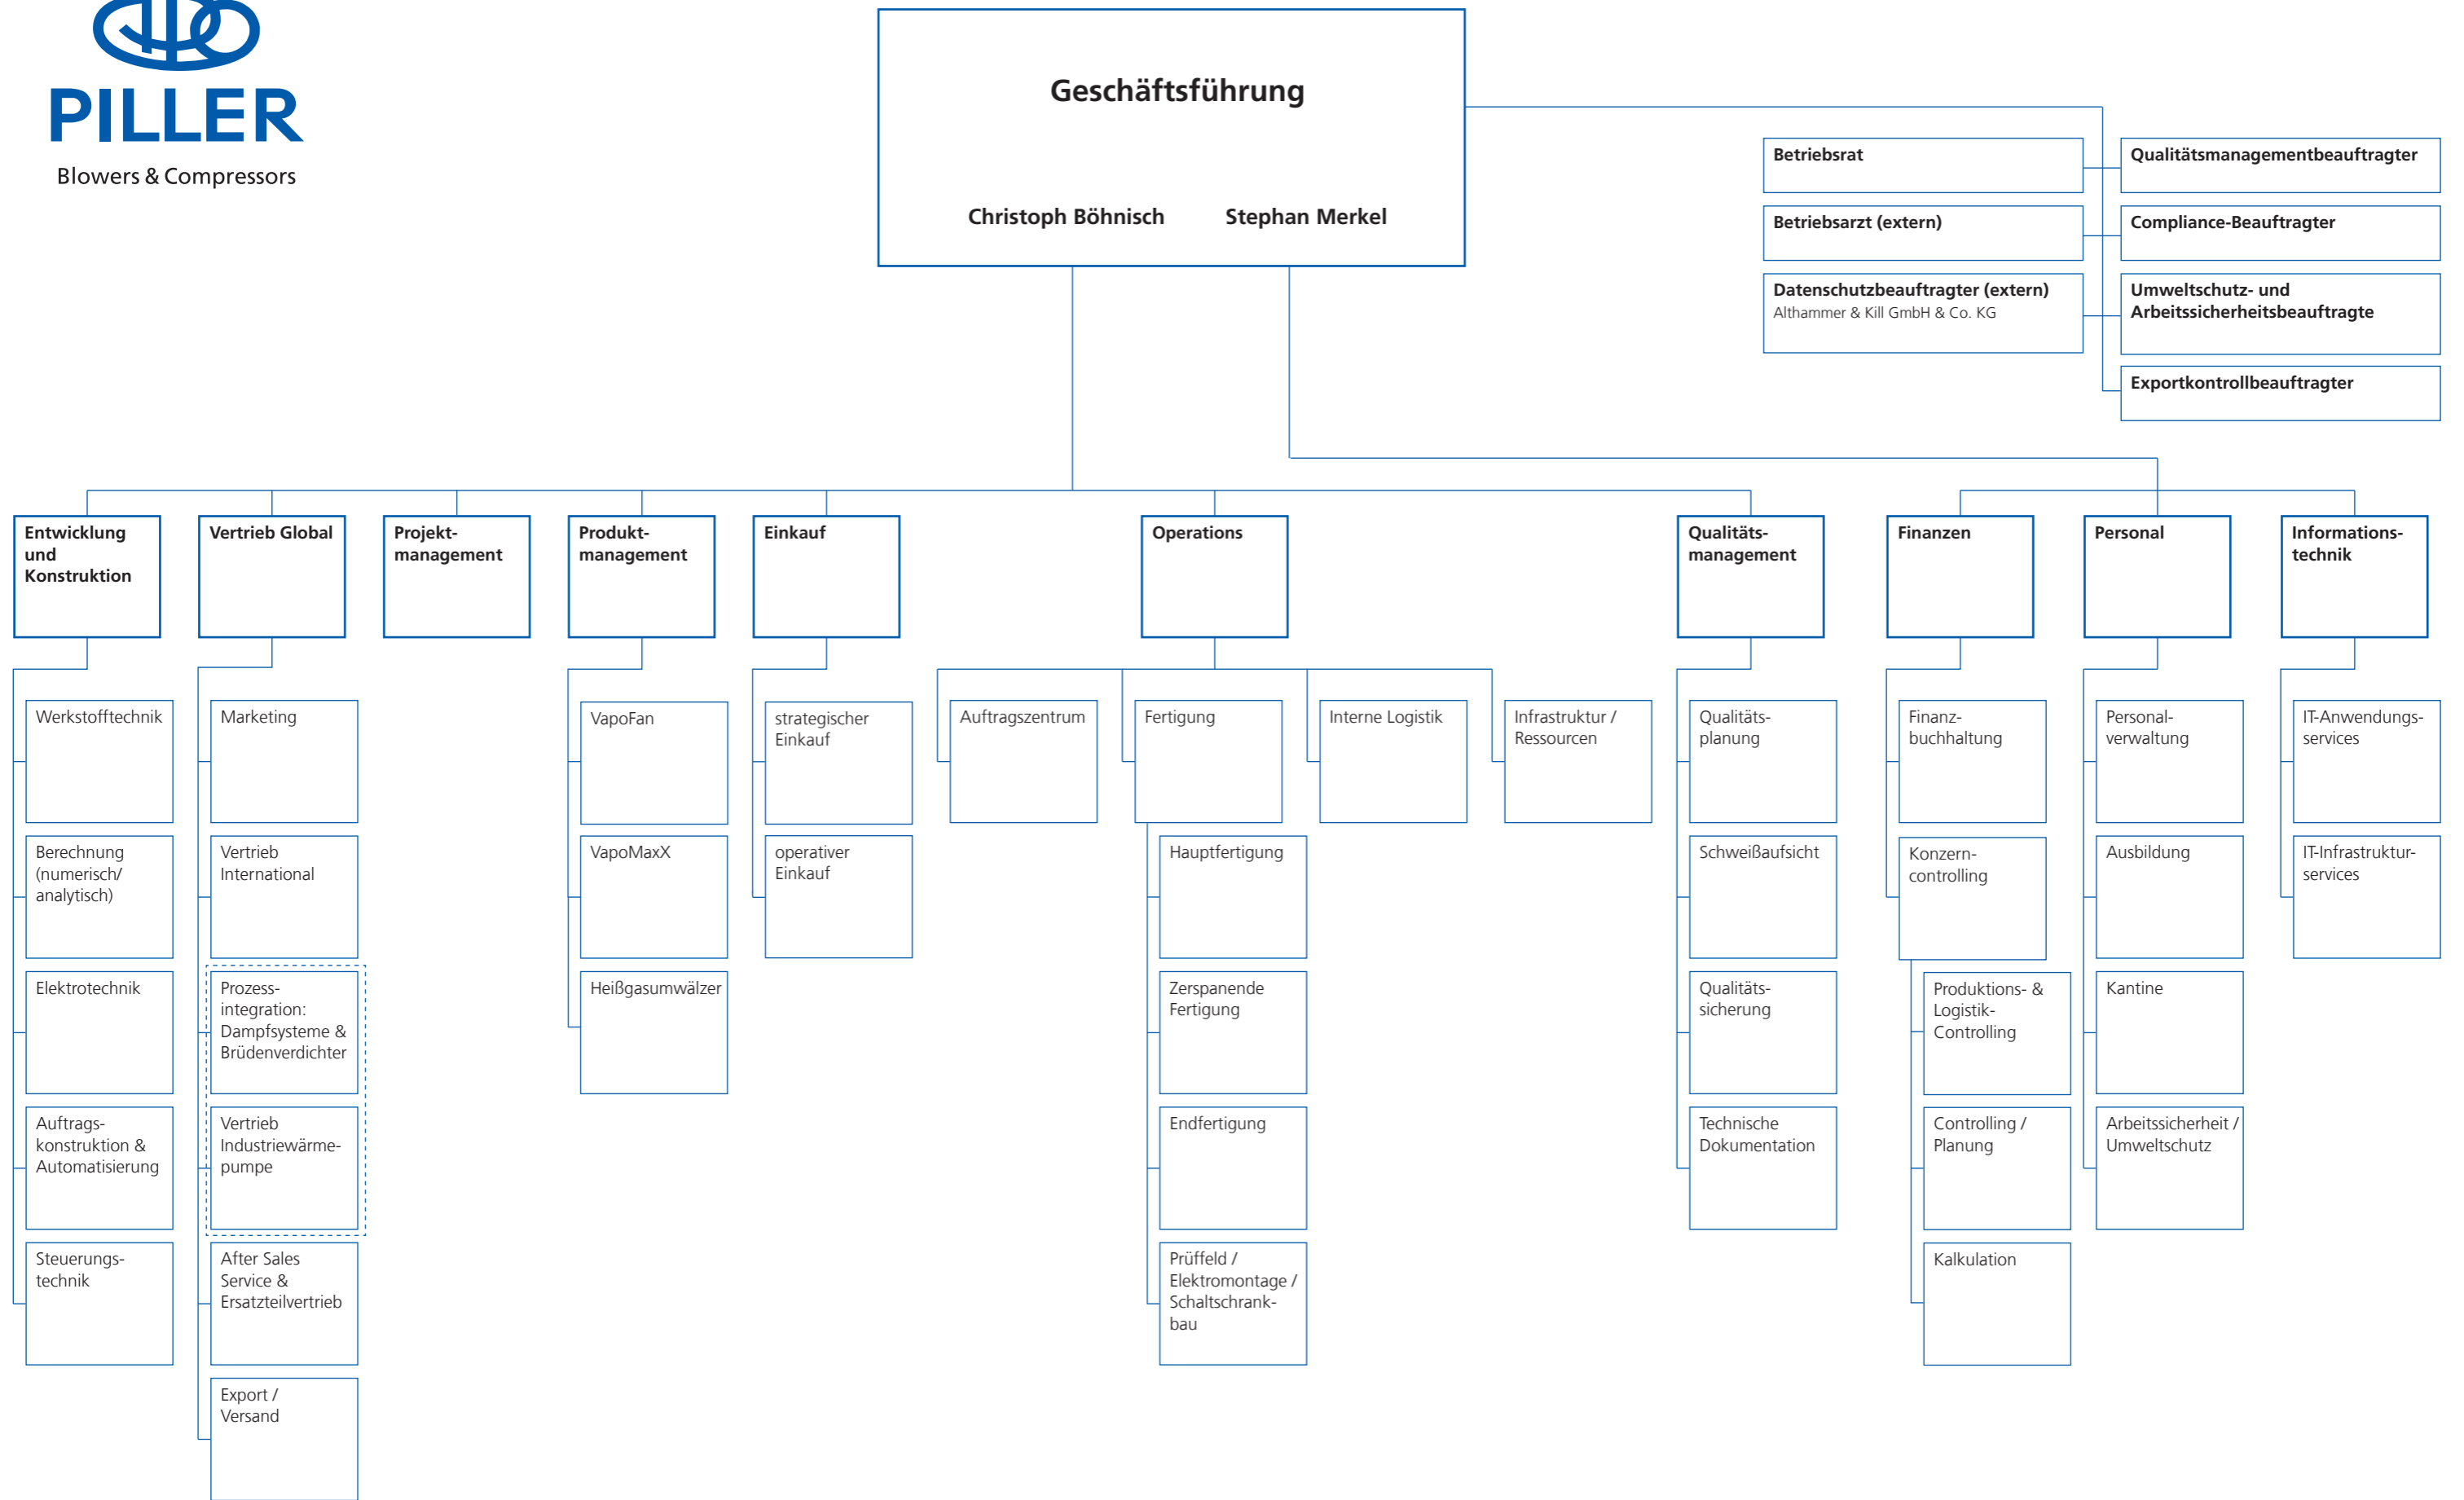 PILLER
Blowers & Compressors
Geschäftsführung
Christoph Böhnisch
Stephan Merkel
Betriebsrat
Qualitätsmanagementbeauftragter
Betriebsarzt (extern)
Compliance-Beauftragter
Datenschutzbeauftragter (extern)
Althammer & Kill GmbH & Co. KG
Umweltschutz- und
Arbeitssicherheitsbeauftragte
Exportkontrollbeauftragter
Entwicklung
und
Konstruktion
Vertrieb Global
Projekt-
management
Produkt-
management
Einkauf
Operations
Qualitäts-
management
Finanzen
Personal
Informations-
technik
Werkstofftechnik
Berechnung
(numerisch/
analytisch)
Elektrotechnik
Auftrags-
konstruktion &
Automatisierung
Steuerungs-
technik
Marketing
Vertrieb
International
Prozess-
integration:
Dampfsysteme &
Brüdenverdichter
Vertrieb
Industriewärme-
pumpe
After Sales
Service &
Ersatzteilvertrieb
Export /
Versand
VapoFan
VapoMaxX
Heißgasumwälzer
strategischer
Einkauf
operativer
Einkauf
Auftragszentrum
Fertigung
Hauptfertigung
Zerspanende
Fertigung
Endfertigung
Prüffeld /
Elektromontage /
Schaltschrank-
bau
Interne Logistik
Infrastruktur /
Ressourcen
Qualitäts-
planung
Schweißaufsicht
Qualitäts-
sicherung
Technische
Dokumentation
Finanz-
buchhaltung
Konzern-
controlling
Produktions- &
Logistik-
Controlling
Controlling /
Planung
Kalkulation
Personal-
verwaltung
Ausbildung
Kantine
Arbeitssicherheit /
Umweltschutz
IT-Anwendungs-
services
IT-Infrastruktur-
services